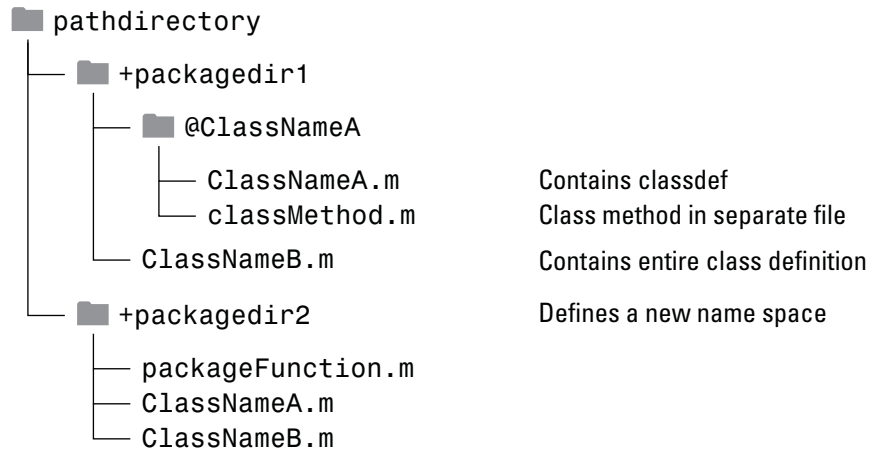 pathdirectory
+packagedir1
@ClassNameA
ClassNameA.m Contains classdef
classMethod.m Class method in separate file
ClassNameB.m Contains entire class definition
+packagedir2 Defines a new name space
packageFunction.m
ClassNameA.m
ClassNameB.m